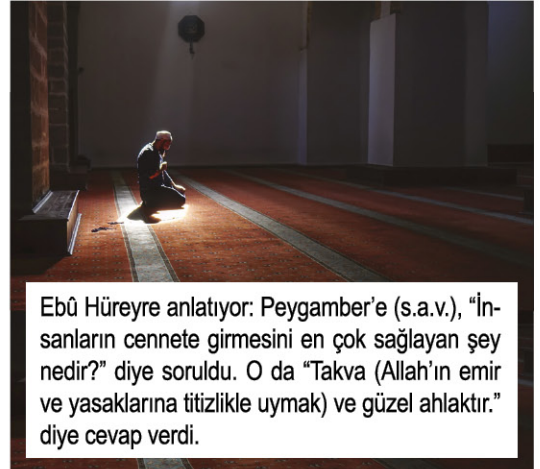 Ebû Hüreyre anlatıyor: Peygamber’e (s.a.v.), “İn-
sanların cennete girmesini en çok sağlayan şey
nedir?” diye soruldu. O da “Takva (Allah’ın emir
ve yasaklarına titizlikle uymak) ve güzel ahlaktır.”
diye cevap verdi.